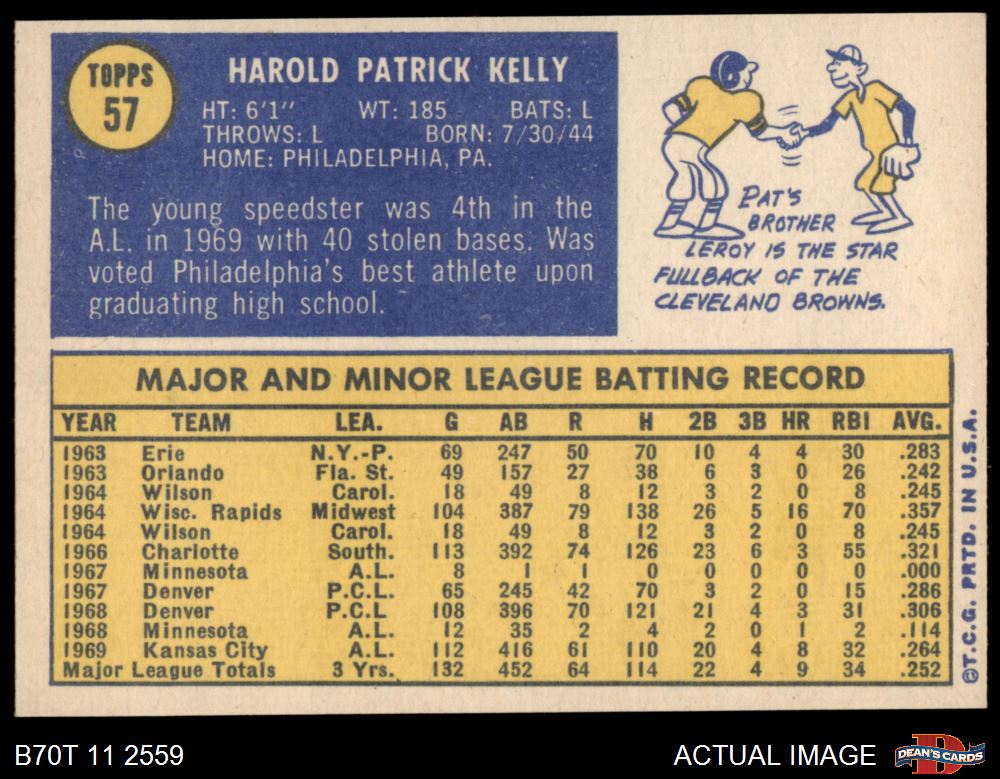 TOPPS
57
HAROLD PATRICK KELLY
HT: 6'1" WT: 185 BATS: L
THROWS: L BORN: 7/30/44
HOME: PHILADELPHIA, PA.
The young speedster was 4th in the
A.L. in 1969 with 40 stolen bases. Was
voted Philadelphia's best athlete upon
graduating high school.
PAT'S
BROTHER
LEROY IS THE STAR
FULLBACK OF THE
CLEVELAND BROWNS.
MAJOR AND MINOR LEAGUE BATTING RECORD
YEAR TEAM LEA. G AB R H 2B 3B HR RBI AVG.
1963 Erie N.Y.-P. 69 247 50 70 10 4 4 30 .283
1963 Orlando Fla. St. 49 157 27 38 6 3 0 26 .242
1964 Wilson Carol. 18 49 8 12 3 2 0 8 .245
1964 Wisc. Rapids Midwest 104 387 79 138 26 5 16 70 .357
1964 Wilson Carol. 18 49 8 12 3 2 0 8 .245
1966 Charlotte South. 113 392 74 126 23 6 3 55 .321
1967 Minnesota A.L. 8 1 1 0 0 0 0 0 .000
1967 Denver P.C.L. 65 245 42 70 3 2 0 15 .286
1968 Denver P.C.L 108 396 70 121 21 4 3 31 .306
1968 Minnesota A.L. 12 35 2 4 2 0 1 2 .114
1969 Kansas City A.L. 112 416 61 110 20 4 8 32 .264
Major League Totals 3 Yrs. 132 452 64 114 22 4 9 34 .252
©T.C.G. PRTD. IN U.S.A.
B70T 11 2559
ACTUAL IMAGE
DEAN'S CARDS